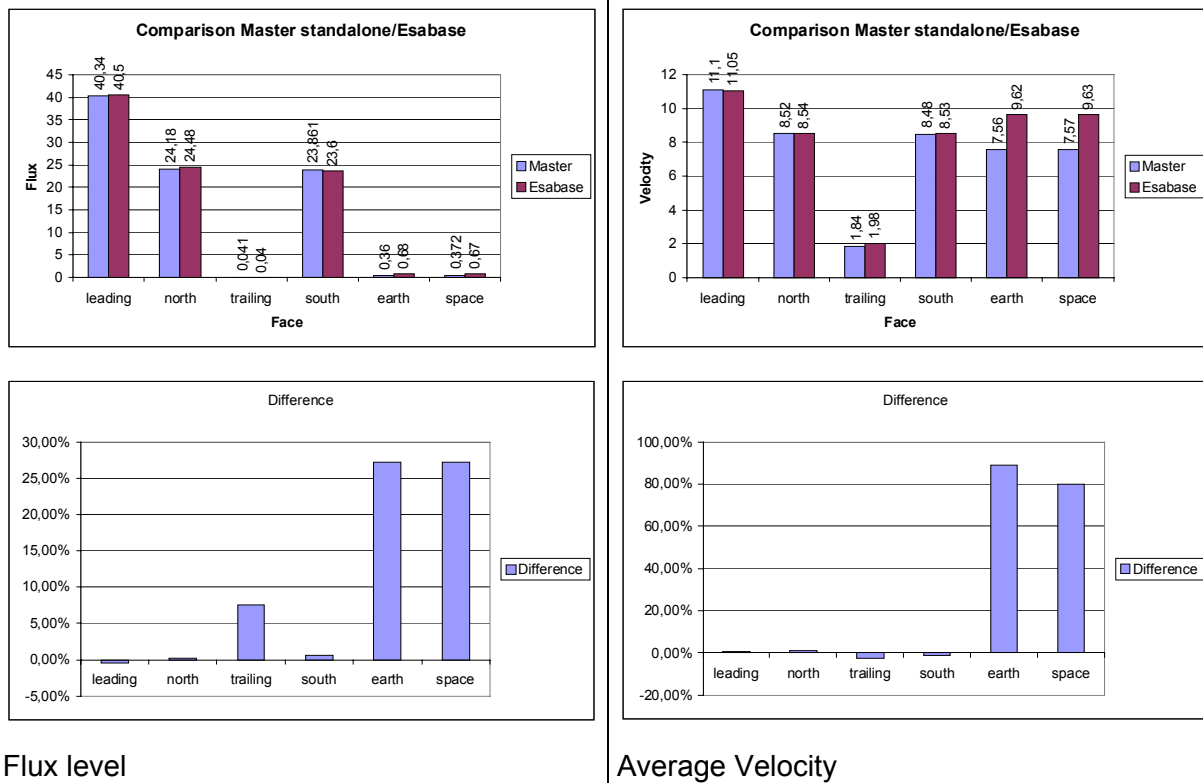 Comparison Master standalone/Esabase
Flux
45
40
35
30
25
20
15
10
5
0
40,34
40,5
24,18
24,48
0,041
0,04
23,861
23,6
0,36
0,68
0,372
0,67
leading north trailing south earth space
Face
Master
Esabase
Comparison Master standalone/Esabase
Velocity
12
10
8
6
4
2
0
11,1
11,05
8,52
8,54
1,84
1,98
8,48
8,53
7,56
9,62
7,57
9,63
leading north trailing south earth space
Face
Master
Esabase
Difference
30,00%
25,00%
20,00%
15,00%
10,00%
5,00%
0,00%
-5,00%
leading north trailing south earth space
Difference
Difference
100,00%
80,00%
60,00%
40,00%
20,00%
0,00%
-20,00%
leading north trailing south earth space
Difference
Flux level
Average Velocity